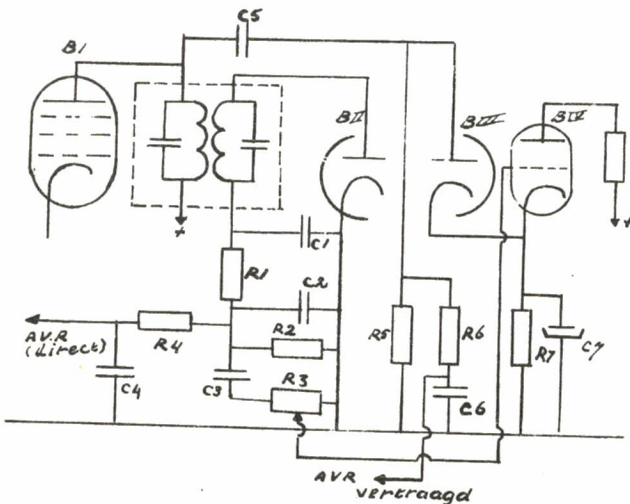 C5
B1
BII
BIII
BIV
+
+
C1
R1
C2
R2
R4
AV.R
(direct)
C4
C3
R3
R5
R6
R7
C7
C6
AVR
vertraagd